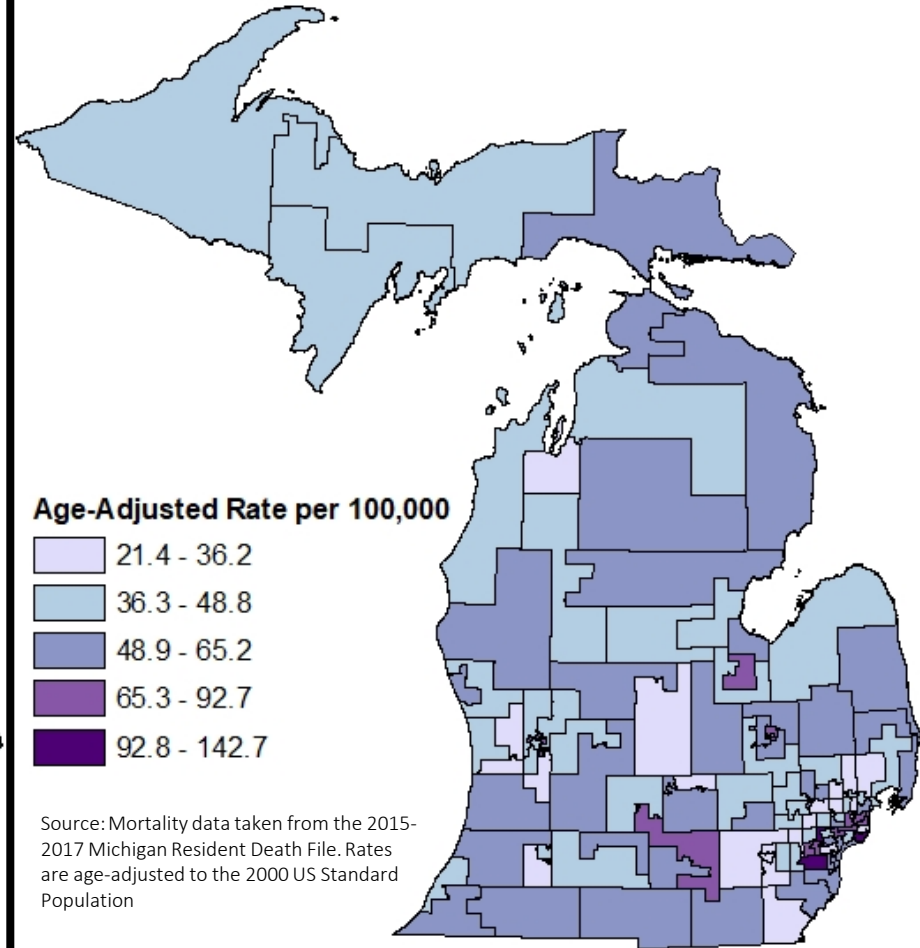 Age-Adjusted Rate per 100,000
21.4 - 36.2
36.3 - 48.8
48.9 - 65.2
65.3 - 92.7
92.8 - 142.7
Source: Mortality data taken from the 2015-
2017 Michigan Resident Death File. Rates
are age-adjusted to the 2000 US Standard
Population